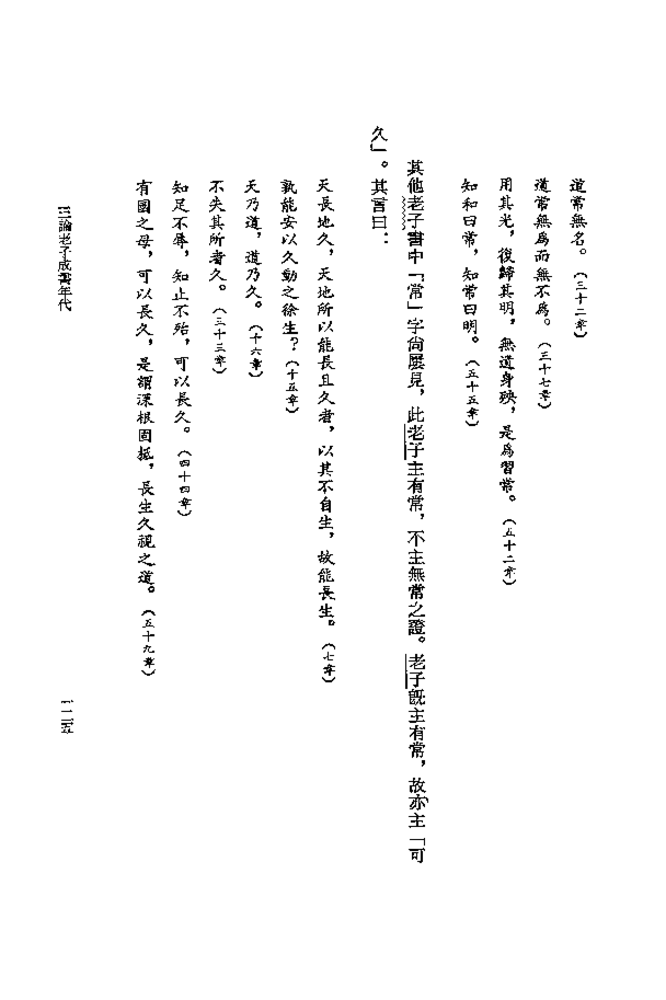 道常無名。（三十二章）
道常無為而無不為。（三十七章）
用其光，復歸其明，無遺身殃，是為習常。（五十二章）
知和曰常，知常曰明。（五十五章）
其他老子書中「常」字尚屢見，此老子主有常，不主無常之證。老子既主有常，故亦主「可
久」。其言曰：
天長地久，天地所以能長且久者，以其不自生，故能長生。（七章）
孰能安以久動之徐生？（十五章）
天乃道，道乃久。（十六章）
不失其所者久。（三十三章）
知足不辱，知止不殆，可以長久。（四十四章）
有國之母，可以長久，是謂深根固柢，長生久視之道。（五十九章）
三論老子成書年代
一二五